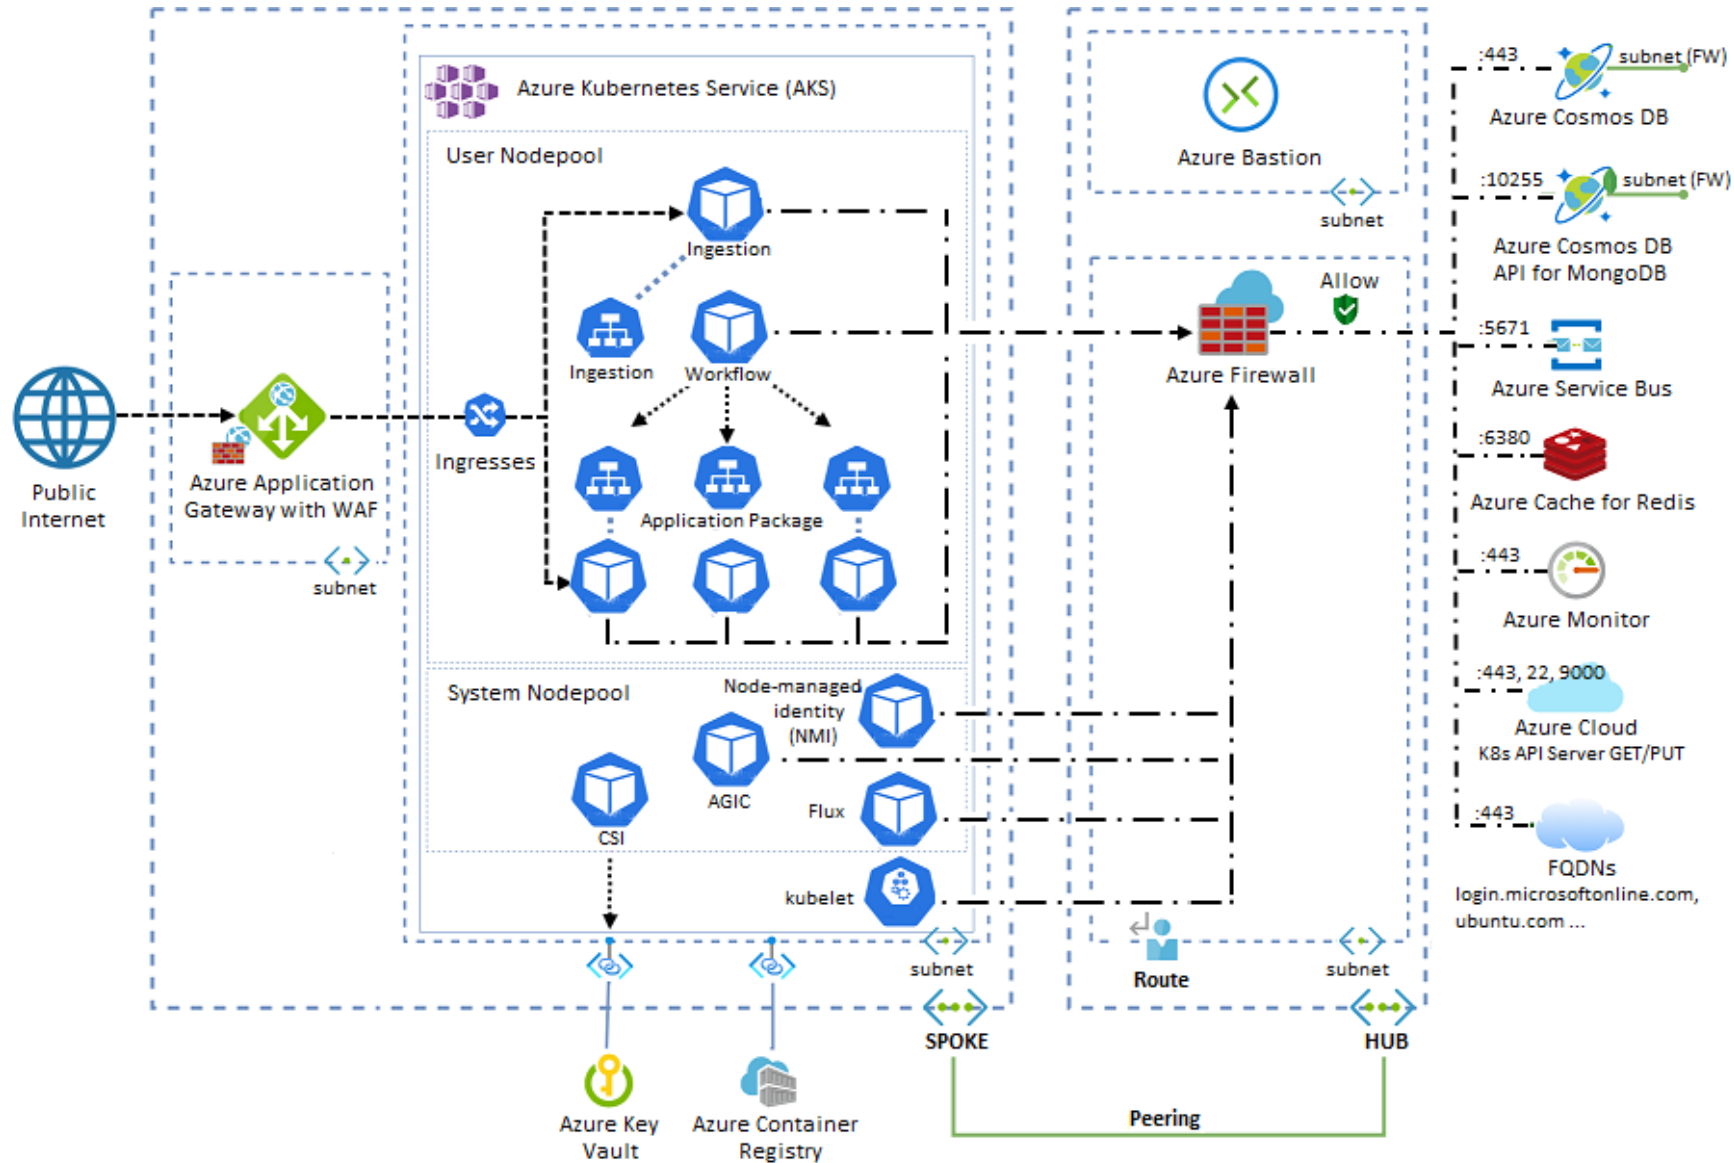 Azure Kubernetes Service (AKS)
User Nodepool
Ingestion
Ingestion
Workflow
Ingresses
Application Package
Public
Internet
Azure Application
Gateway with WAF
subnet
System Nodepool
Node-managed
identity
(NMI)
AGIC
Flux
CSI
kubelet
subnet
SPOKE
Azure Key
Vault
Azure Container
Registry
Peering
Azure Bastion
subnet
Allow
Azure Firewall
Route
subnet
HUB
:443
subnet (FW)
Azure Cosmos DB
:10255
subnet (FW)
Azure Cosmos DB
API for MongoDB
:5671
Azure Service Bus
:6380
Azure Cache for Redis
:443
Azure Monitor
:443, 22, 9000
Azure Cloud
K8s API Server GET/PUT
:443
FQDNs
login.microsoftonline.com,
ubuntu.com ...